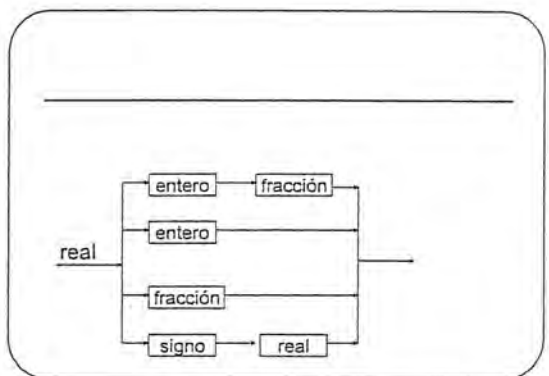 entero fracción
entero
real
fracción
signo real